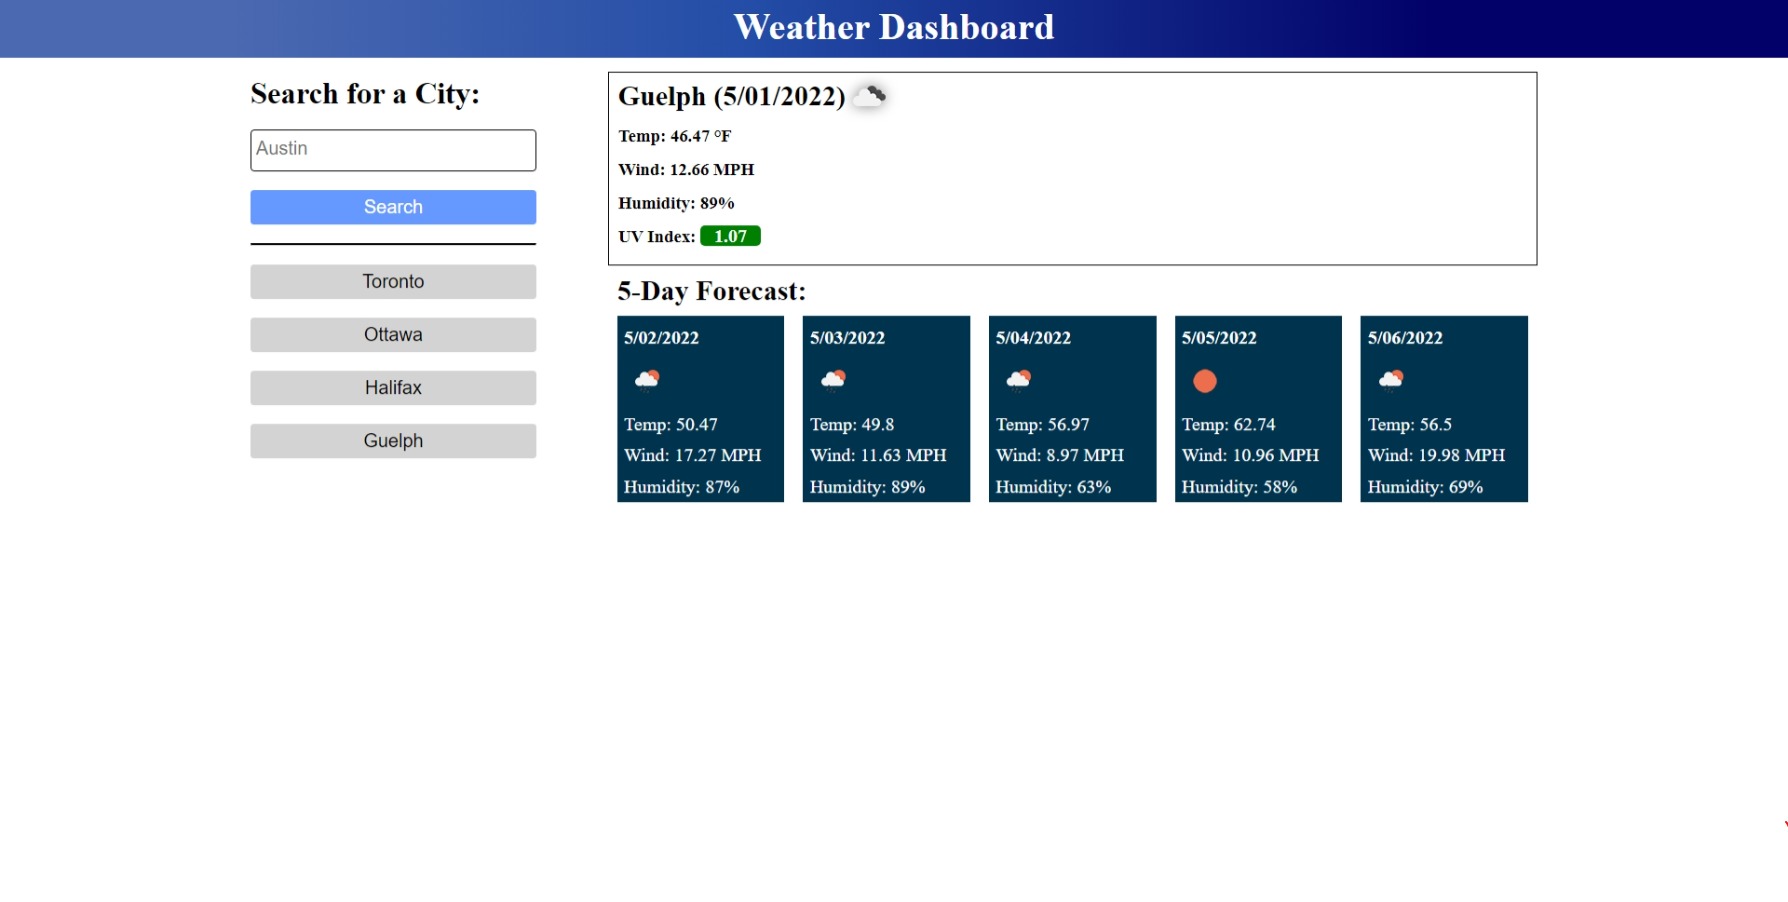 Weather Dashboard
Search for a City:
Austin
Search
Toronto
Ottawa
Halifax
Guelph
Guelph (5/01/2022)
Temp: 46.47 °F
Wind: 12.66 MPH
Humidity: 89%
UV Index: 1.07
5-Day Forecast:
5/02/2022
Temp: 50.47
Wind: 17.27 MPH
Humidity: 87%
5/03/2022
Temp: 49.8
Wind: 11.63 MPH
Humidity: 89%
5/04/2022
Temp: 56.97
Wind: 8.97 MPH
Humidity: 63%
5/05/2022
Temp: 62.74
Wind: 10.96 MPH
Humidity: 58%
5/06/2022
Temp: 56.5
Wind: 19.98 MPH
Humidity: 69%